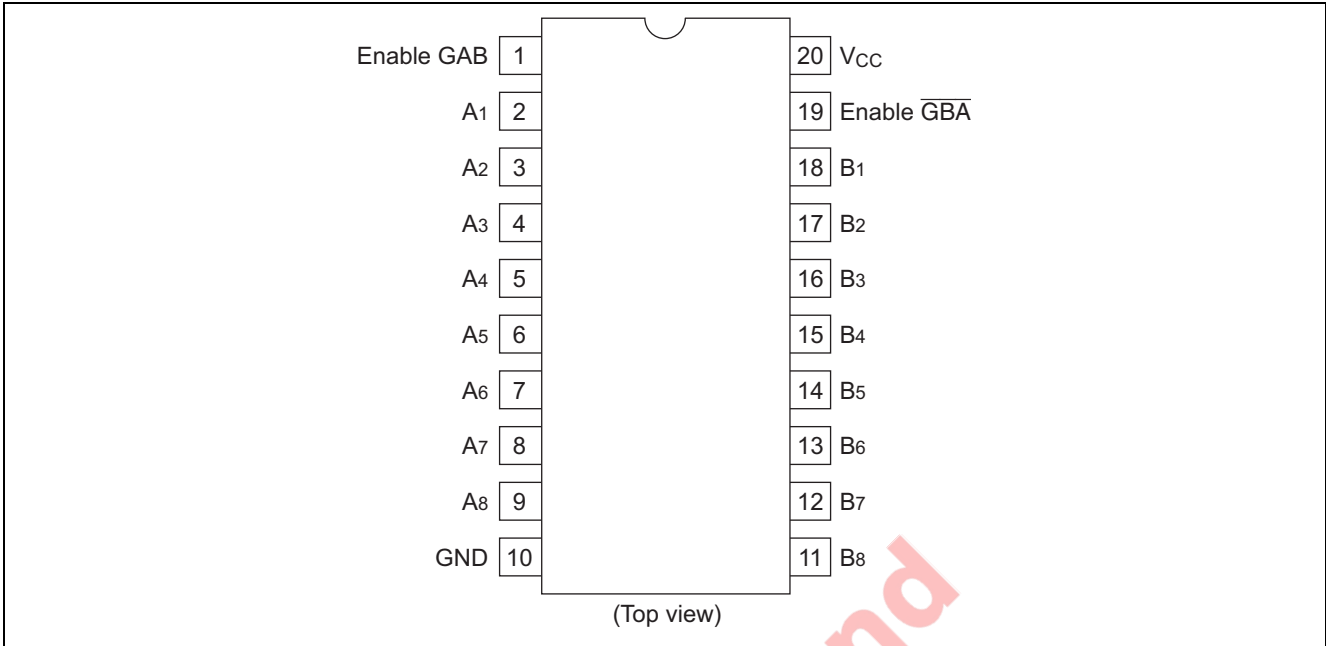 Enable GAB 1 20 VCC
A1 2 19 Enable G̅B̅A̅
A2 3 18 B1
A3 4 17 B2
A4 5 16 B3
A5 6 15 B4
A6 7 14 B5
A7 8 13 B6
A8 9 12 B7
GND 10 11 B8
(Top view)